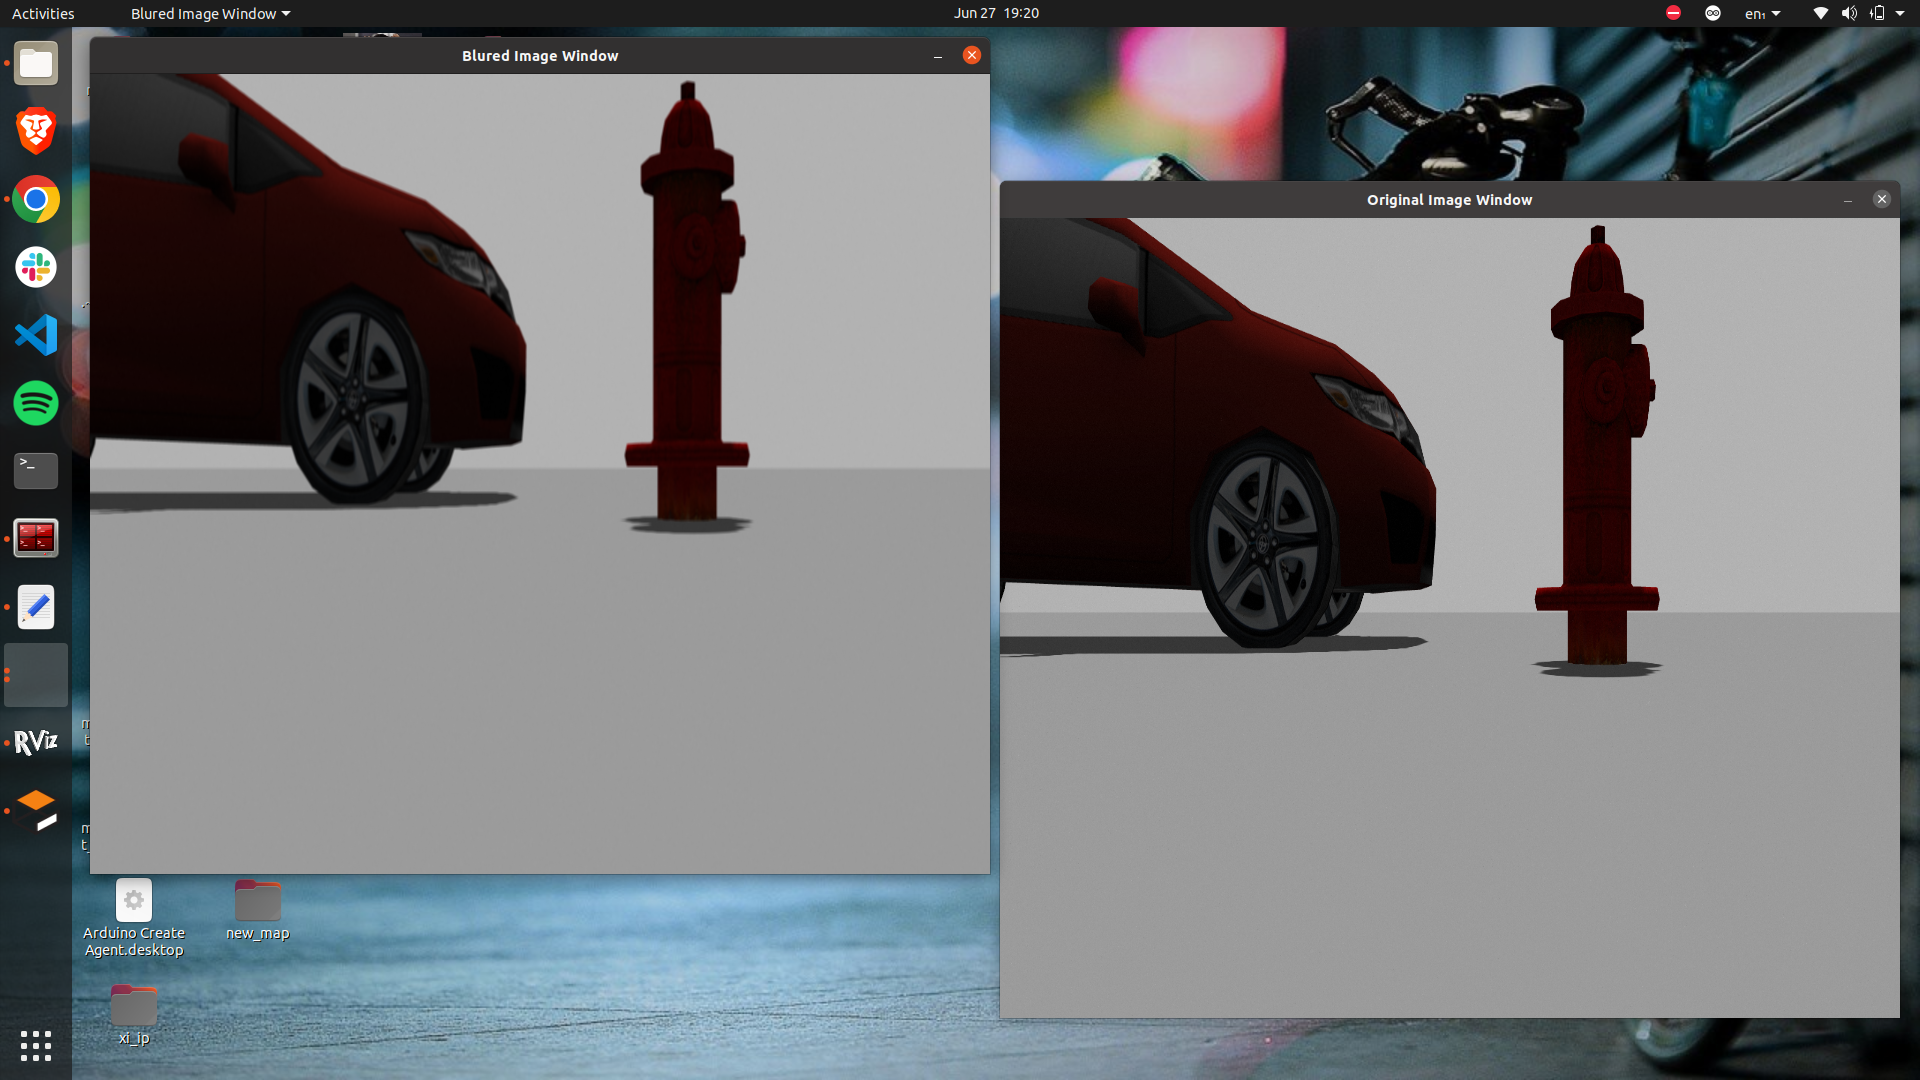 Activities
Blured Image Window
Jun 27 19:20
en₁
Blured Image Window
Original Image Window
RViz
Arduino Create
Agent.desktop
new_map
xi_ip